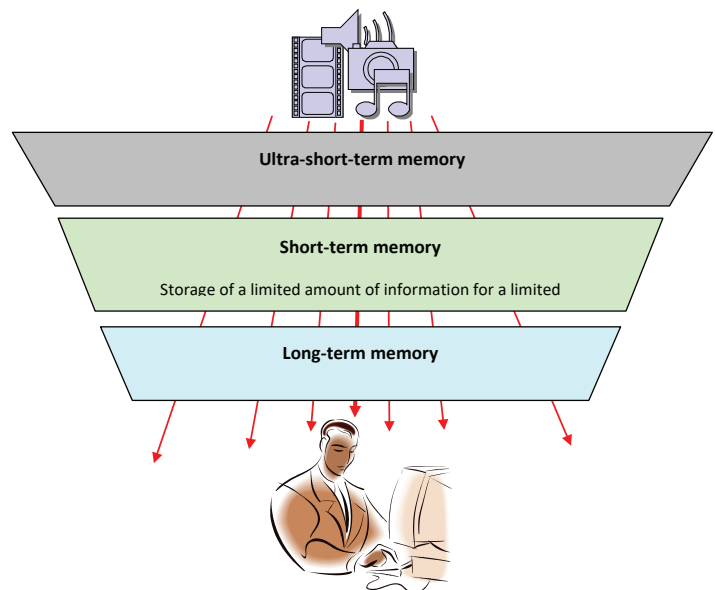 Ultra-short-term memory
Short-term memory
Storage of a limited amount of information for a limited
Long-term memory